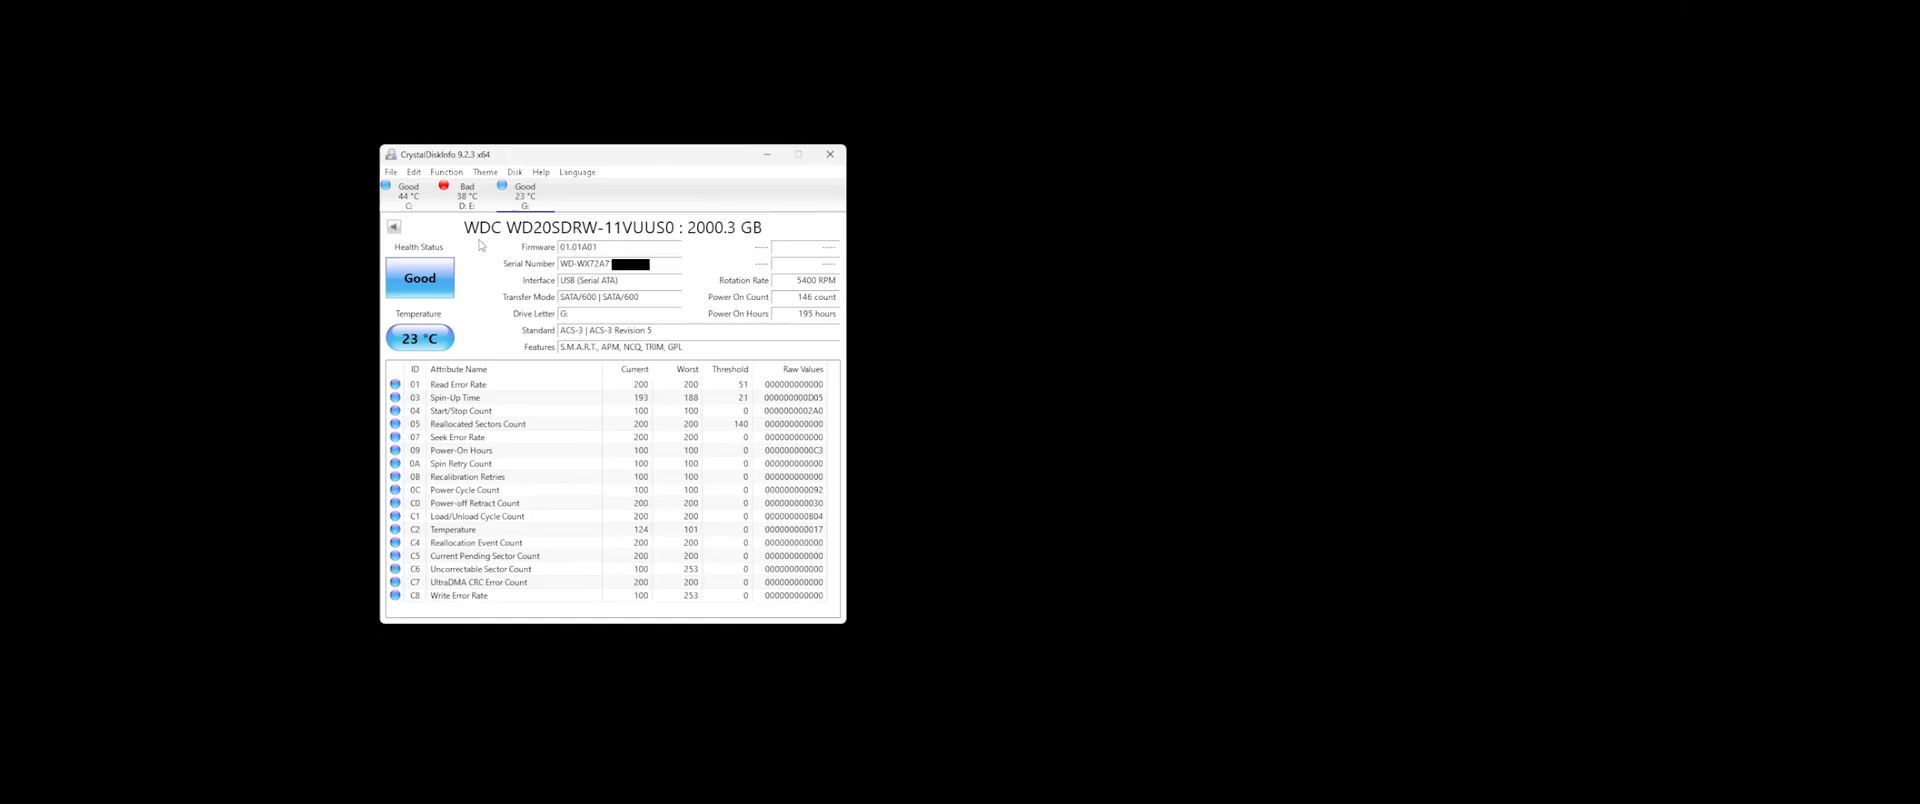 CrystalDiskInfo 9.2.3 x64
File Edit Function Theme Disk Help Language
Good Bad Good
44 °C 38 °C 23 °C
C: D: E: G:
WDC WD20SDRW-11VUUS0 : 2000.3 GB
Health Status Firmware 01.01A01 ---- ----
Serial Number WD-WX72A7 ---- ----
Good Interface USB (Serial ATA) Rotation Rate 5400 RPM
Transfer Mode SATA/600 | SATA/600 Power On Count 146 count
Temperature Drive Letter G: Power On Hours 195 hours
23 °C Standard ACS-3 | ACS-3 Revision 5
Features S.M.A.R.T., APM, NCQ, TRIM, GPL
ID Attribute Name Current Worst Threshold Raw Values
01 Read Error Rate 200 200 51 000000000000
03 Spin-Up Time 193 188 21 000000000D05
04 Start/Stop Count 100 100 0 0000000002A0
05 Reallocated Sectors Count 200 200 140 000000000000
07 Seek Error Rate 200 200 0 000000000000
09 Power-On Hours 100 100 0 0000000000C3
0A Spin Retry Count 100 100 0 000000000000
0B Recalibration Retries 100 100 0 000000000000
0C Power Cycle Count 100 100 0 000000000092
C0 Power-off Retract Count 200 200 0 000000000030
C1 Load/Unload Cycle Count 200 200 0 000000000B04
C2 Temperature 124 101 0 000000000017
C4 Reallocation Event Count 200 200 0 000000000000
C5 Current Pending Sector Count 200 200 0 000000000000
C6 Uncorrectable Sector Count 100 253 0 000000000000
C7 UltraDMA CRC Error Count 200 200 0 000000000000
C8 Write Error Rate 100 253 0 000000000000